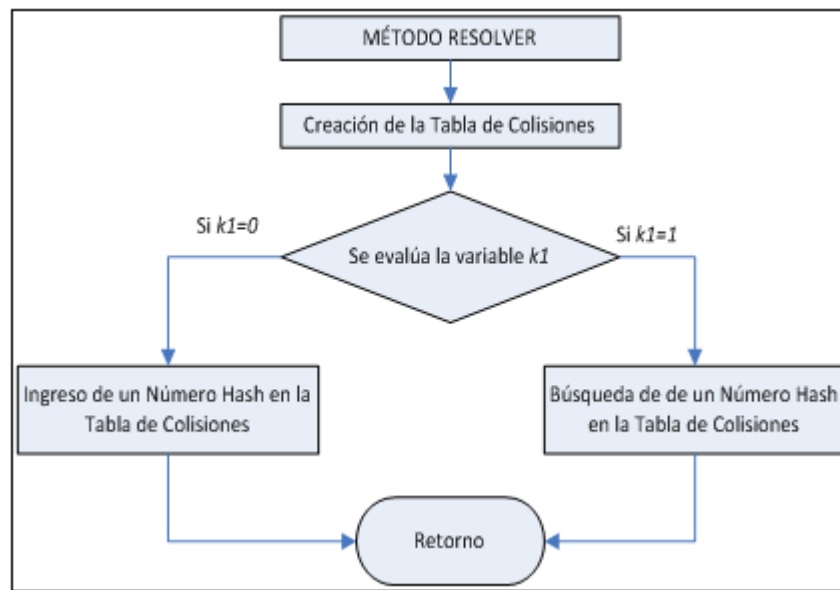 MÉTODO RESOLVER
Creación de la Tabla de Colisiones
Si k1=0
Se evalúa la variable k1
Si k1=1
Ingreso de un Número Hash en la
Tabla de Colisiones
Búsqueda de de un Número Hash
en la Tabla de Colisiones
Retorno